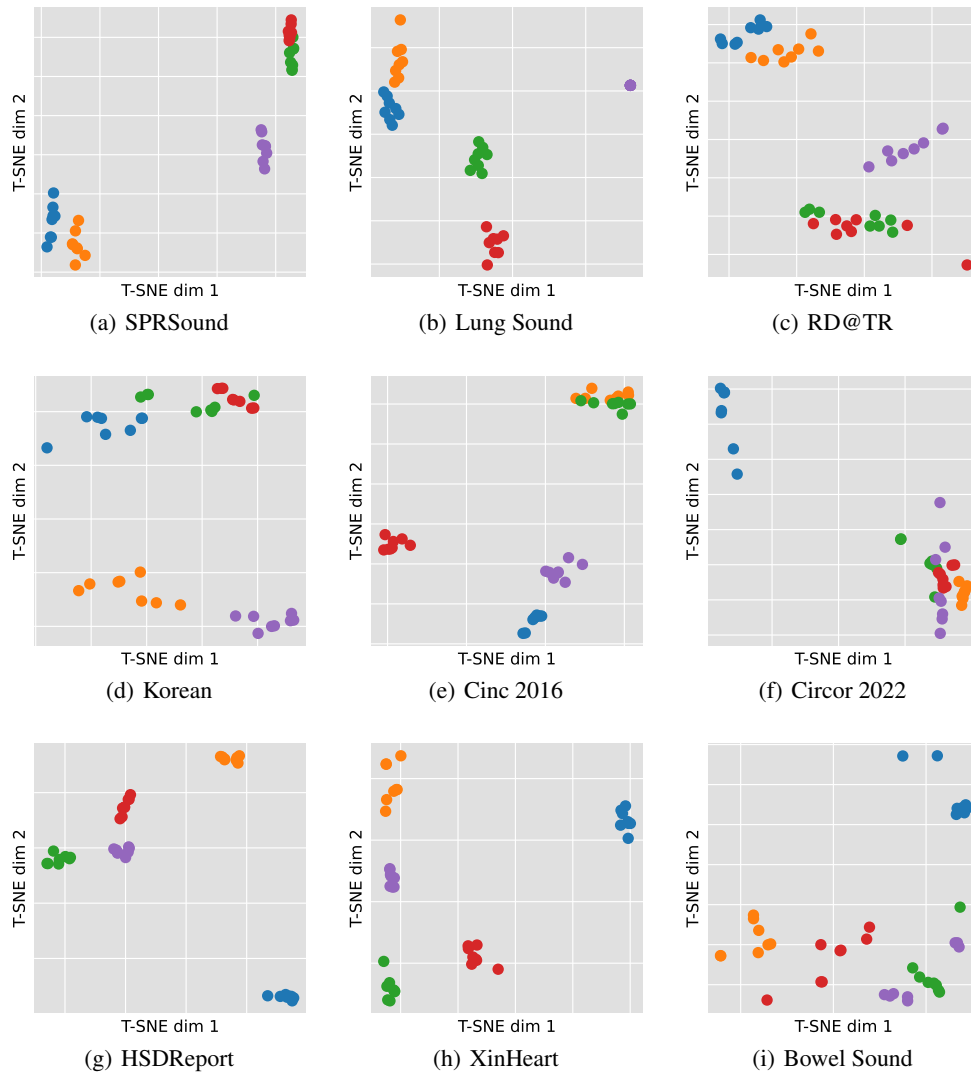 T-SNE dim 2
T-SNE dim 2
T-SNE dim 2
T-SNE dim 1
T-SNE dim 1
T-SNE dim 1
(a) SPRSound
(b) Lung Sound
(c) RD@TR
T-SNE dim 2
T-SNE dim 2
T-SNE dim 2
T-SNE dim 1
T-SNE dim 1
T-SNE dim 1
(d) Korean
(e) Cinc 2016
(f) Circor 2022
T-SNE dim 2
T-SNE dim 2
T-SNE dim 2
T-SNE dim 1
T-SNE dim 1
T-SNE dim 1
(g) HSDReport
(h) XinHeart
(i) Bowel Sound